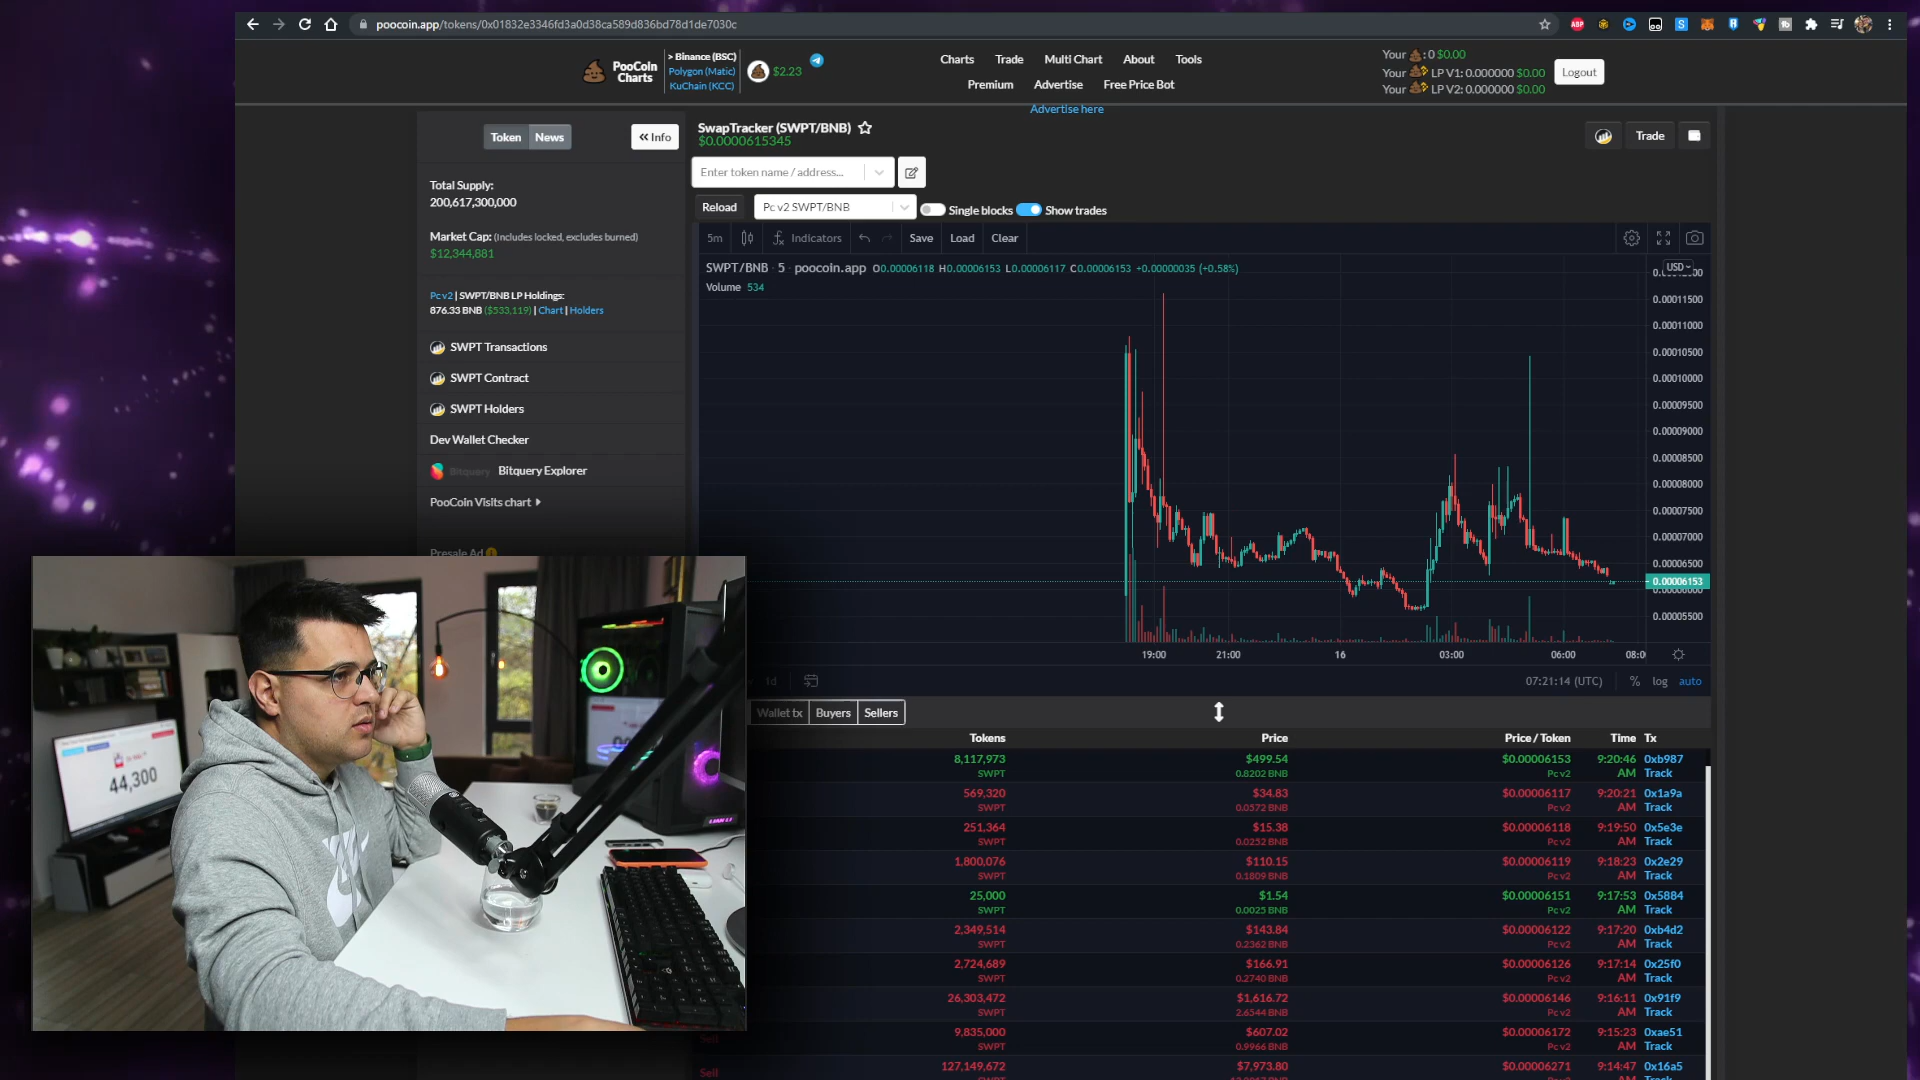 poocoin.app/tokens/0x01832e3346fd3a0d38ca589d836bd78d1de7030c
PooCoin Charts
> Binance (BSC)
Polygon (Matic)
KuChain (KCC)
$2.23
Charts Trade Multi Chart About Tools
Premium Advertise Free Price Bot
Your : 0 $0.00
Your LP V1: 0.000000 $0.00
Your LP V2: 0.000000 $0.00
Logout
Advertise here
Token News
« Info
Total Supply:
200,617,300,000
Market Cap: (Includes locked, excludes burned)
$12,344,881
Pc v2 | SWPT/BNB LP Holdings:
876.33 BNB ($533,119) | Chart | Holders
SWPT Transactions
SWPT Contract
SWPT Holders
Dev Wallet Checker
Bitquery Bitquery Explorer
PooCoin Visits chart
Presale Ad
SwapTracker (SWPT/BNB)
$0.0000615345
Trade
Enter token name / address...
Reload
Pc v2 SWPT/BNB
Single blocks
Show trades
5m
Indicators
Save
Load
Clear
SWPT/BNB · 5 · poocoin.app O0.00006118 H0.00006153 L0.00006117 C0.00006153 +0.00000035 (+0.58%)
Volume 534
USD
0.00011500
0.00011000
0.00010500
0.00010000
0.00009500
0.00009000
0.00008500
0.00008000
0.00007500
0.00007000
0.00006500
0.00006153
0.00005500
19:00 21:00 16 03:00 06:00 08:0
1d
07:21:14 (UTC) % log auto
Wallet tx Buyers Sellers
Tokens Price Price / Token Time Tx
8,117,973 $499.54 $0.00006153 9:20:46 0xb987
SWPT 0.8202 BNB Pc v2 AM Track
569,320 $34.83 $0.00006117 9:20:21 0x1a9a
SWPT 0.0572 BNB Pc v2 AM Track
251,364 $15.38 $0.00006118 9:19:50 0x5e3e
SWPT 0.0252 BNB Pc v2 AM Track
1,800,076 $110.15 $0.00006119 9:18:23 0x2e29
SWPT 0.1809 BNB Pc v2 AM Track
25,000 $1.54 $0.00006151 9:17:53 0x5884
SWPT 0.0025 BNB Pc v2 AM Track
2,349,514 $143.84 $0.00006122 9:17:20 0xb4d2
SWPT 0.2362 BNB Pc v2 AM Track
2,724,689 $166.91 $0.00006126 9:17:14 0x25f0
SWPT 0.2740 BNB Pc v2 AM Track
26,303,472 $1,616.72 $0.00006146 9:16:11 0x91f9
SWPT 2.6544 BNB Pc v2 AM Track
Sell 9,835,000 $607.02 $0.00006172 9:15:23 0xae51
SWPT 0.9966 BNB Pc v2 AM Track
Sell 127,149,672 $7,973.80 $0.00006271 9:14:47 0x16a5
44,300
LIAN LI